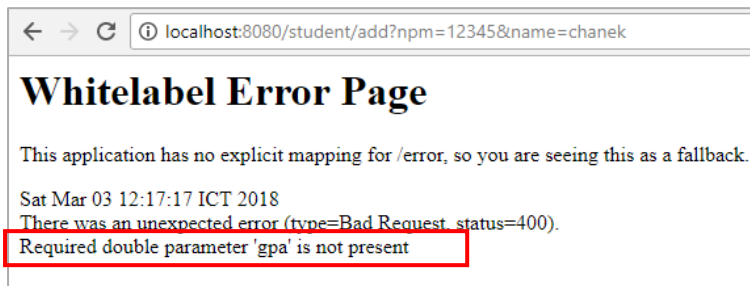 localhost:8080/student/add?npm=12345&name=chanek
Whitelabel Error Page
This application has no explicit mapping for /error, so you are seeing this as a fallback.
Sat Mar 03 12:17:17 ICT 2018
There was an unexpected error (type=Bad Request, status=400).
Required double parameter 'gpa' is not present